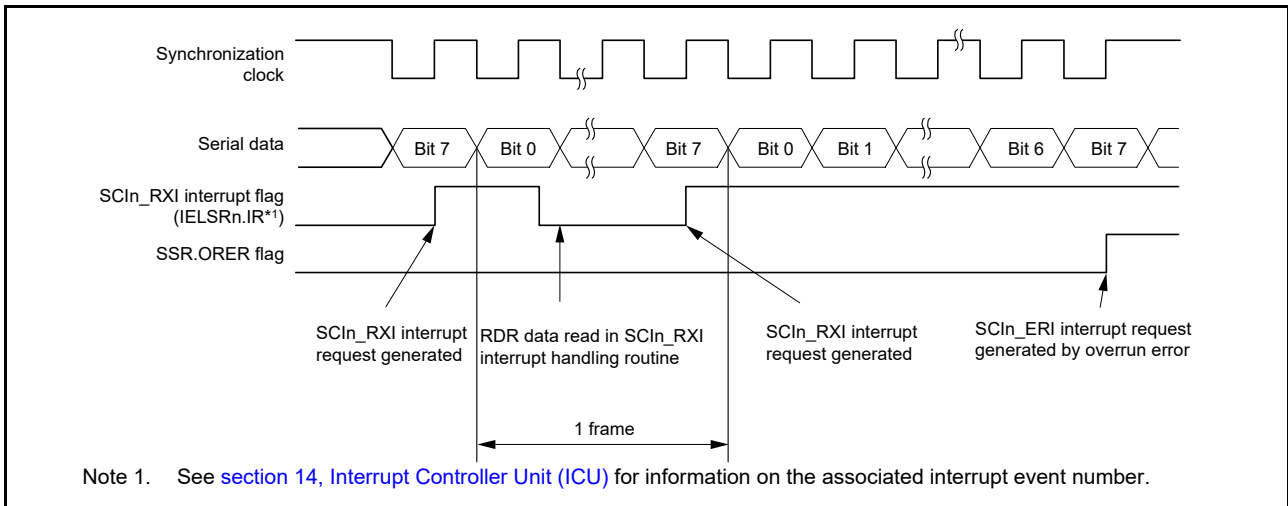 Synchronization
clock
Serial data
Bit 7
Bit 0
Bit 7
Bit 0
Bit 1
Bit 6
Bit 7
SCIn_RXI interrupt flag
(IELSRn.IR*1)
SSR.ORER flag
SCIn_RXI interrupt
request generated
RDR data read in SCIn_RXI
interrupt handling routine
SCIn_RXI interrupt
request generated
SCIn_ERI interrupt request
generated by overrun error
1 frame
Note 1. See section 14, Interrupt Controller Unit (ICU) for information on the associated interrupt event number.